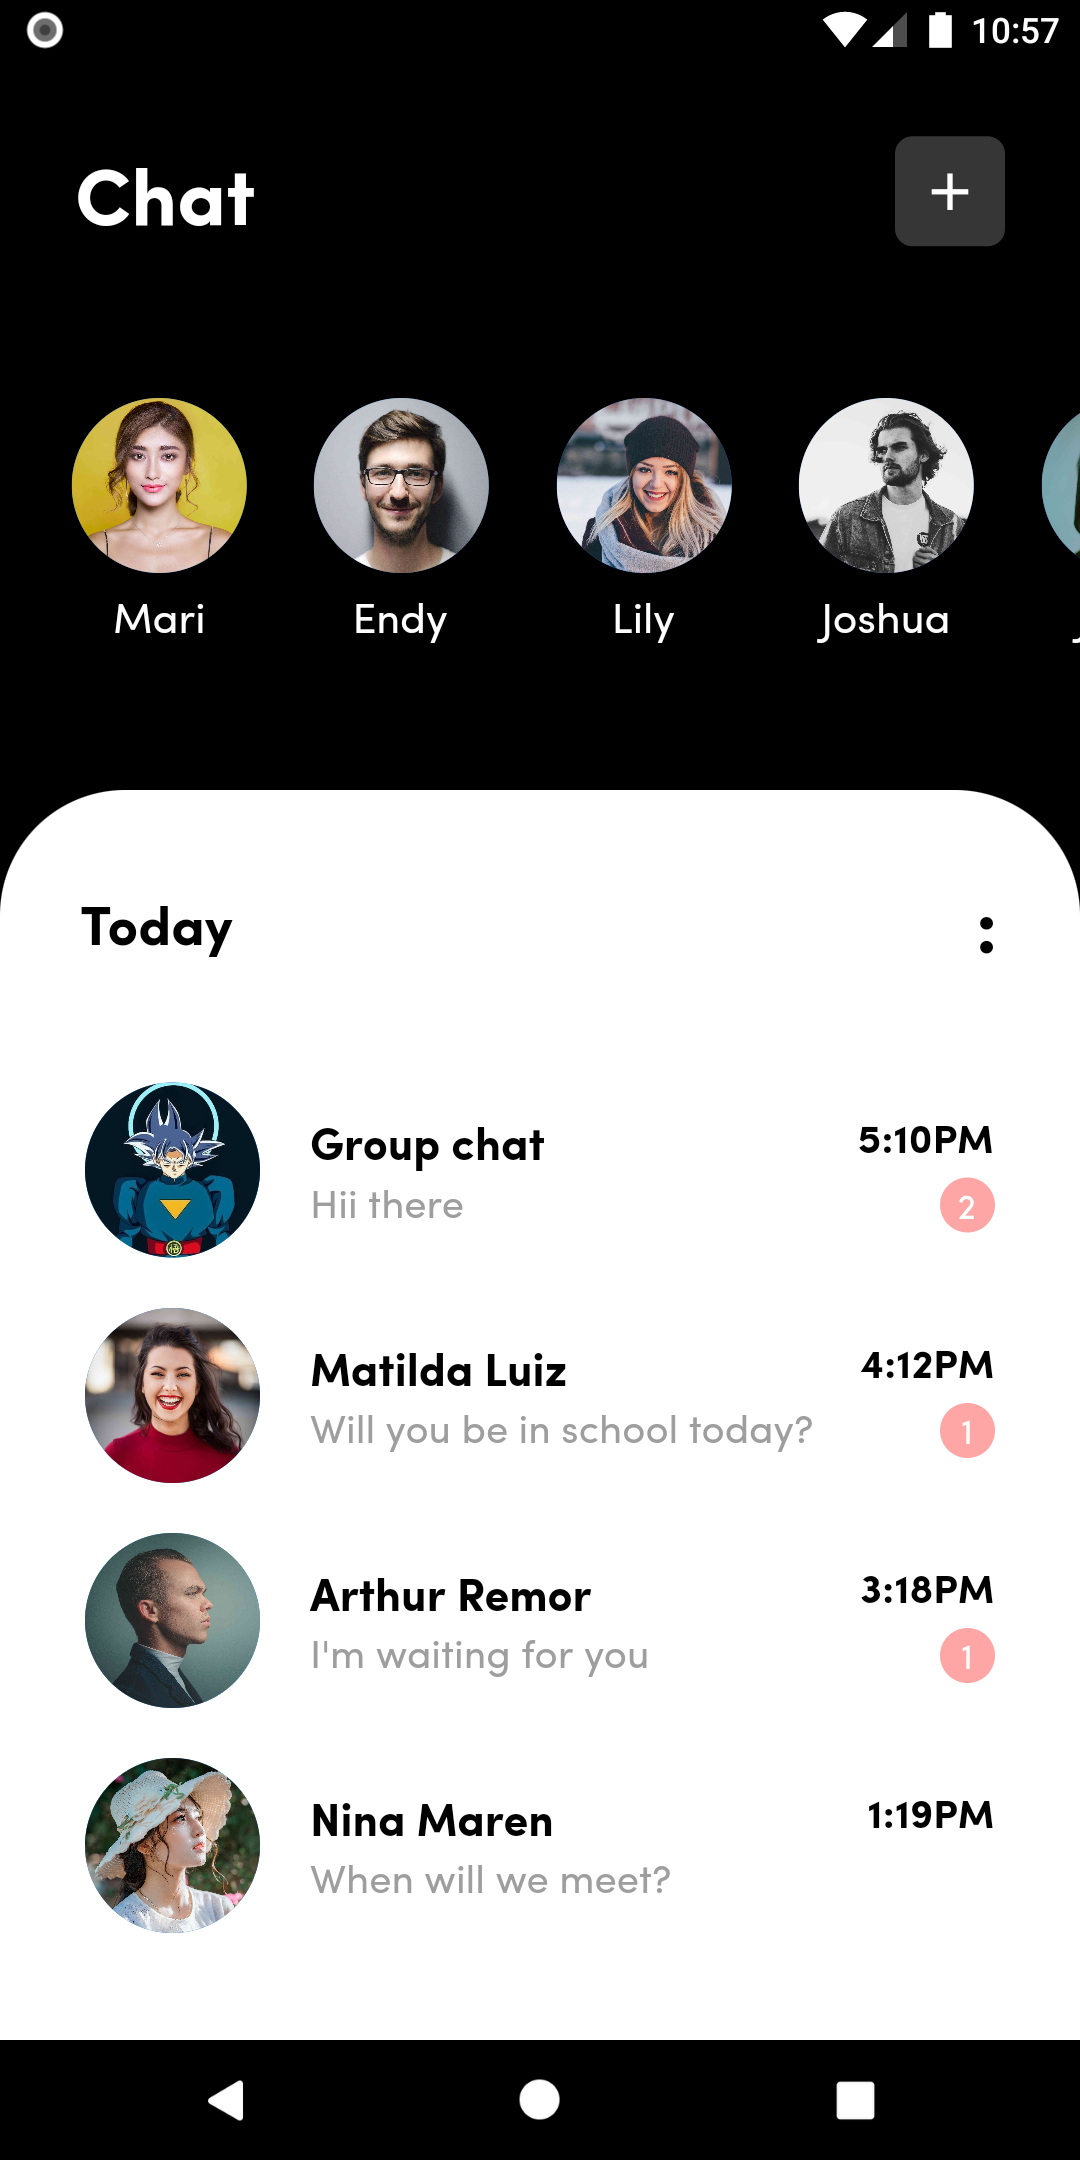 10:57
Chat
+
Mari
Endy
Lily
Joshua
Today
Group chat
5:10PM
Hii there
2
Matilda Luiz
4:12PM
Will you be in school today?
1
Arthur Remor
3:18PM
I'm waiting for you
1
Nina Maren
1:19PM
When will we meet?